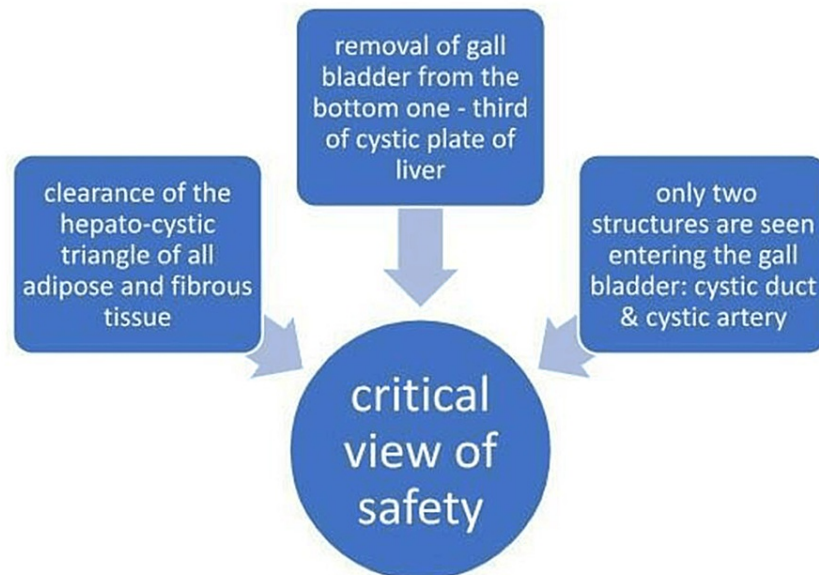 removal of gall
bladder from the
bottom one - third
of cystic plate of
liver
clearance of the
hepato-cystic
triangle of all
adipose and fibrous
tissue
only two
structures are seen
entering the gall
bladder: cystic duct
& cystic artery
critical
view of
safety